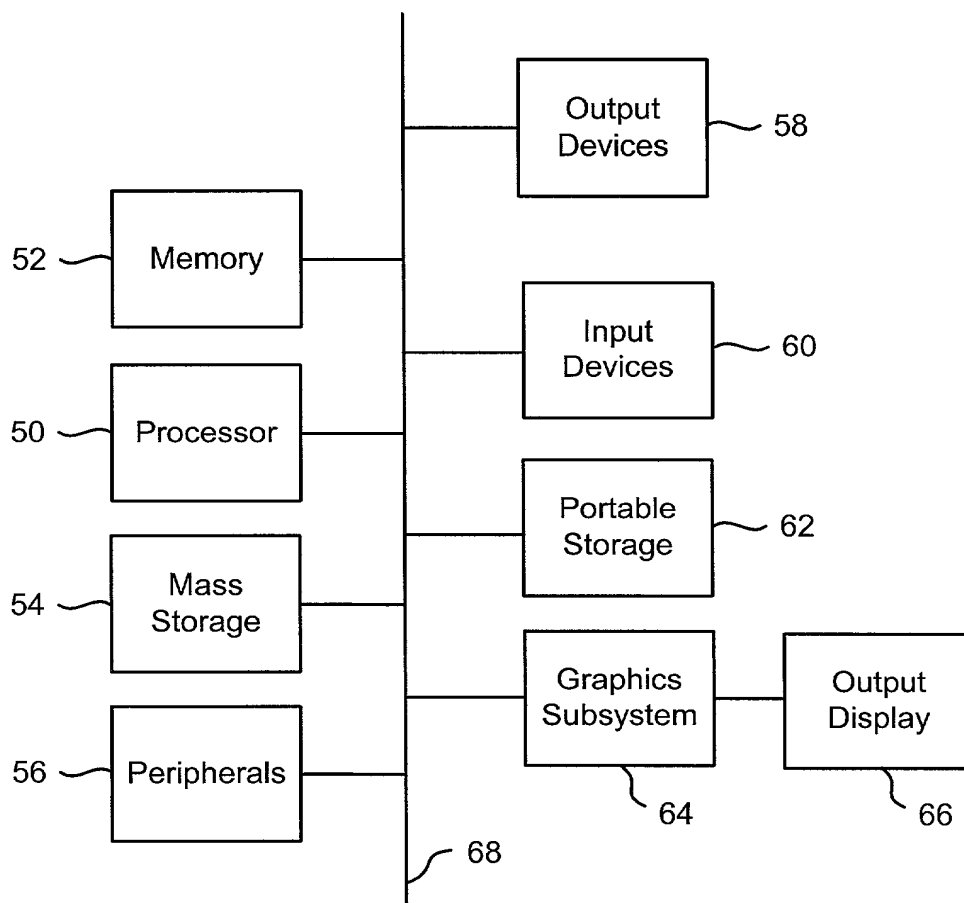 Output
Devices
58
52
Memory
Input
Devices
60
50
Processor
Portable
Storage
62
54
Mass
Storage
Graphics
Subsystem
Output
Display
56
Peripherals
64
66
68